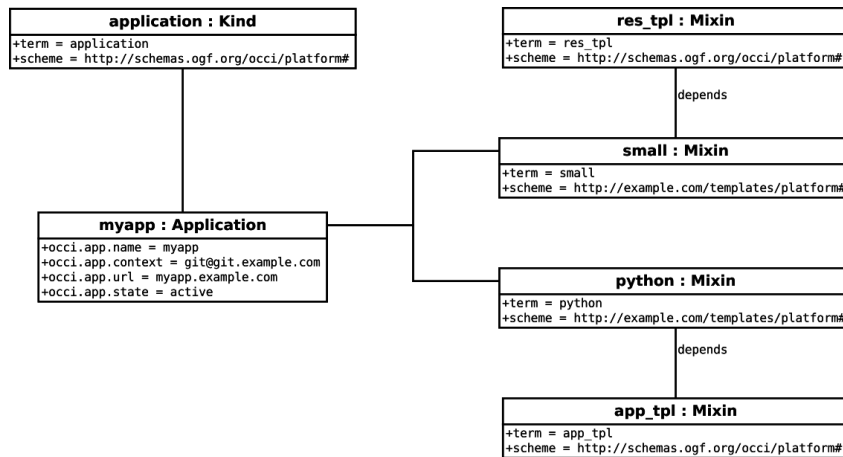 application : Kind
+term = application
+scheme = http://schemas.ogf.org/occi/platform#
res_tpl : Mixin
+term = res_tpl
+scheme = http://schemas.ogf.org/occi/platform#
depends
small : Mixin
+term = small
+scheme = http://example.com/templates/platform#
myapp : Application
+occi.app.name = myapp
+occi.app.context = git@git.example.com
+occi.app.url = myapp.example.com
+occi.app.state = active
python : Mixin
+term = python
+scheme = http://example.com/templates/platform#
depends
app_tpl : Mixin
+term = app_tpl
+scheme = http://schemas.ogf.org/occi/platform#